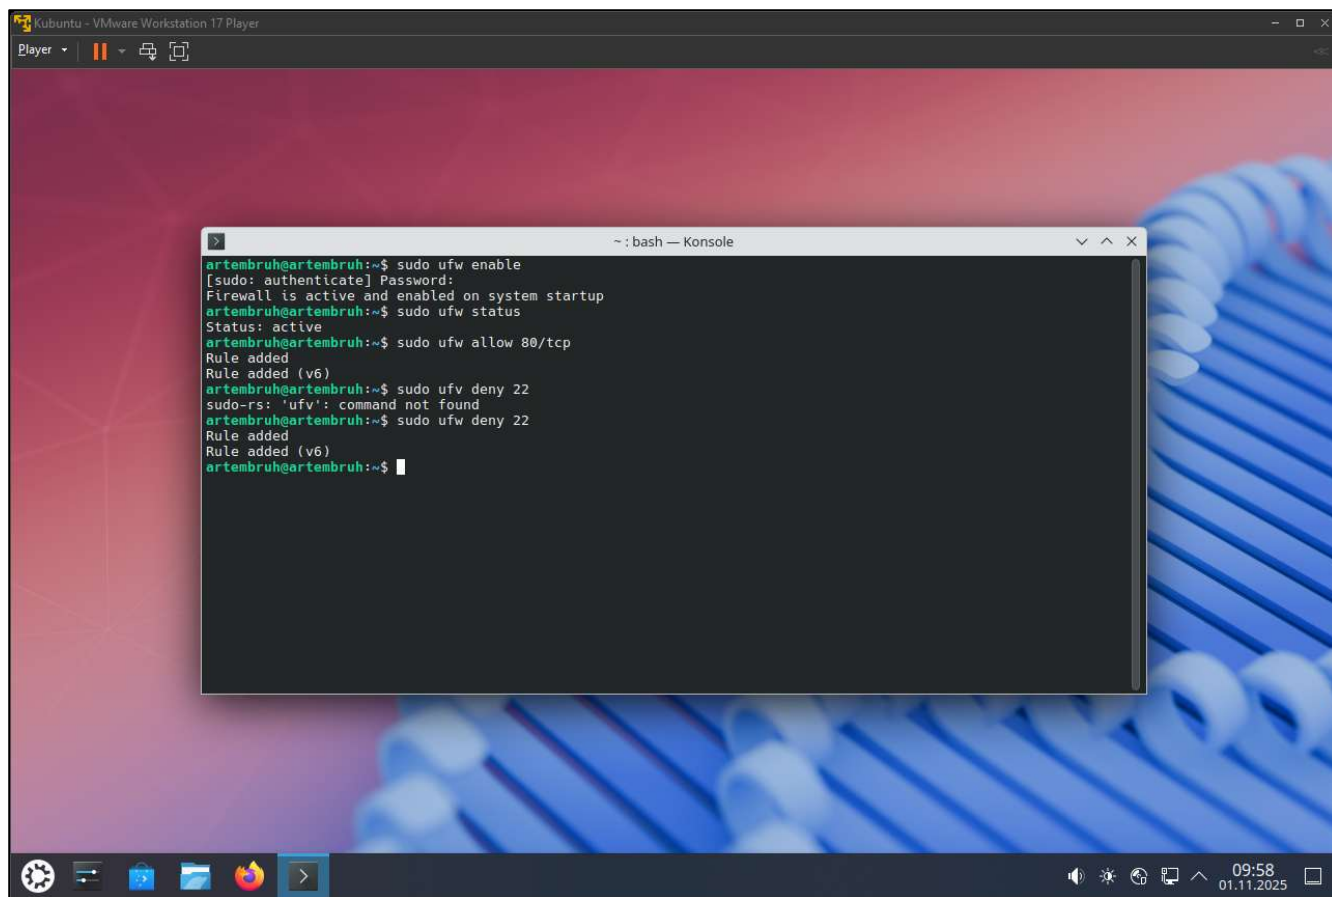 Kubuntu - VMware Workstation 17 Player
Player
~ : bash — Konsole
artembruh@artembruh:~$ sudo ufw enable
[sudo: authenticate] Password:
Firewall is active and enabled on system startup
artembruh@artembruh:~$ sudo ufw status
Status: active
artembruh@artembruh:~$ sudo ufw allow 80/tcp
Rule added
Rule added (v6)
artembruh@artembruh:~$ sudo ufv deny 22
sudo-rs: 'ufv': command not found
artembruh@artembruh:~$ sudo ufw deny 22
Rule added
Rule added (v6)
artembruh@artembruh:~$
09:58
01.11.2025